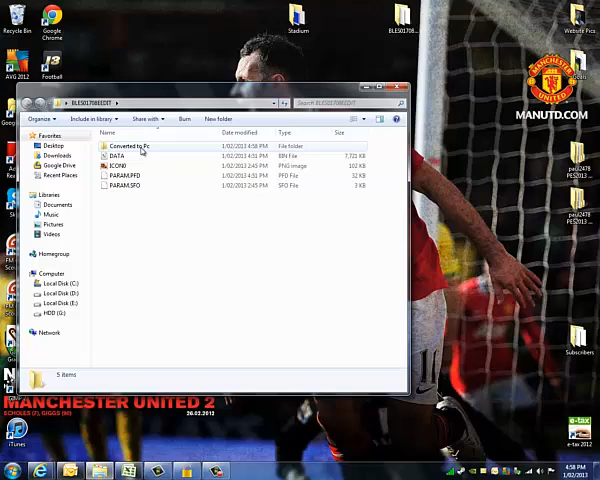 Recycle Bin
Google Chrome
Stadium
BLES01708...
Website Pics
AVG 2012
Football
Goals
MANCHESTER UNITED
MANUTD.COM
BLES01708EEDIT
Search BLES01708EEDIT
Organize
Include in library
Share with
Burn
New folder
Favorites
Desktop
Downloads
Google Drive
Recent Places
Libraries
Documents
Music
Pictures
Videos
Homegroup
Computer
Local Disk (C:)
Local Disk (D:)
Local Disk (E:)
HDD (G:)
Network
Name
Date modified
Type
Size
Converted to Pc
1/02/2013 4:58 PM
File folder
DATA
1/02/2013 4:51 PM
BIN File
7,721 KB
ICON0
1/02/2013 2:45 PM
PNG image
102 KB
PARAM.PFD
1/02/2013 4:51 PM
PFD File
32 KB
PARAM.SFO
1/02/2013 2:45 PM
SFO File
3 KB
5 items
paul2478 PES2013 ...
paul2478 PES2013 ...
Subscribers
MANCHESTER UNITED 2
SCHOLES (7), GIGGS (90)
26.02.2012
iTunes
e-tax
e-tax 2012
4:58 PM
1/02/2013